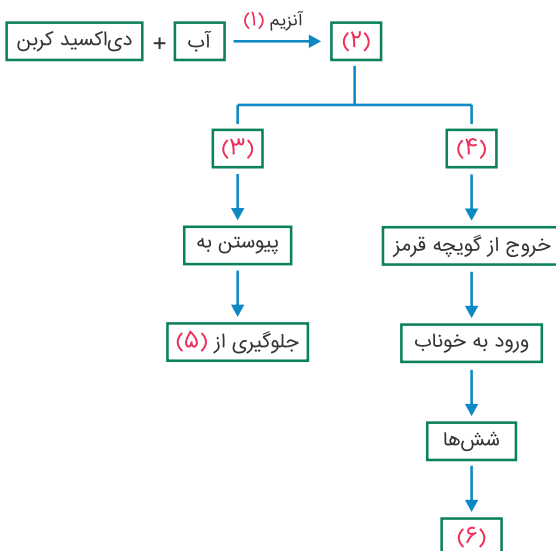 دی‌اکسید کربن + آب آنزیم (۱) (۲)
(۳)
(۴)
پیوستن به
خروج از گویچه قرمز
جلوگیری از (۵)
ورود به خوناب
شش‌ها
(۶)